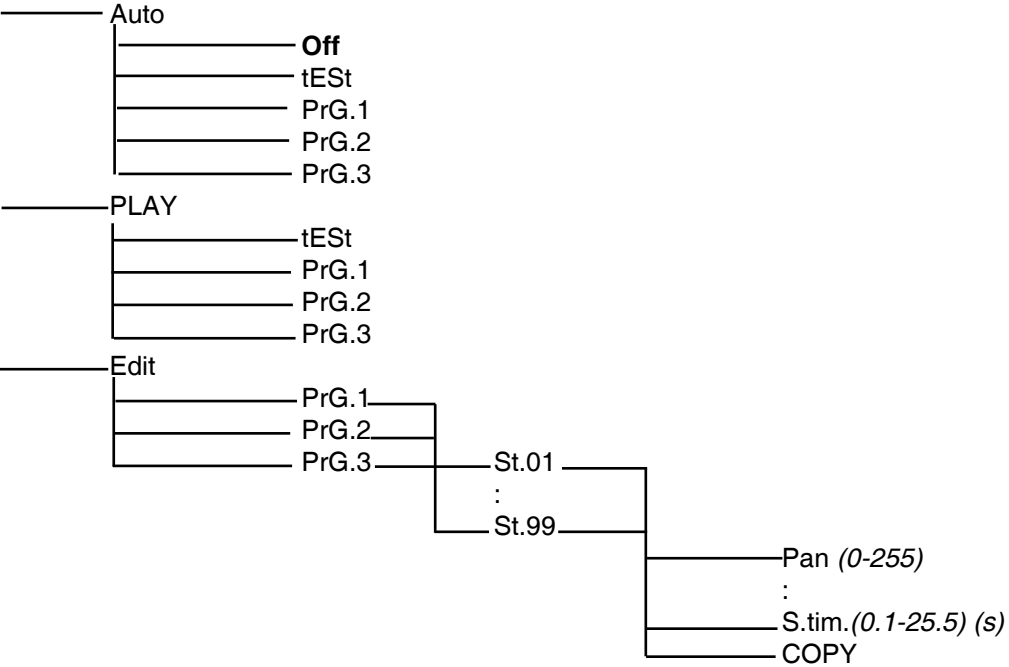 Auto
Off
tESt
PrG.1
PrG.2
PrG.3
PLAY
tESt
PrG.1
PrG.2
PrG.3
Edit
PrG.1
PrG.2
PrG.3
St.01
:
St.99
Pan (0-255)
:
S.tim.(0.1-25.5) (s)
COPY